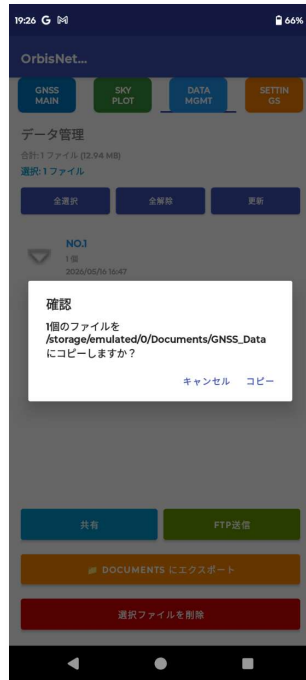 19:26 G 66%
OrbisNet...
GNSS
MAIN
SKY
PLOT
DATA
MGMT
SETTIN
GS
データ管理
合計:1ファイル (12.94 MB)
選択:1ファイル
全選択
全解除
更新
NO.1
1個
2026/05/16 16:47
確認
1個のファイルを
/storage/emulated/0/Documents/GNSS_Data
にコピーしますか？
キャンセル
コピー
共有
FTP送信
DOCUMENTS にエクスポート
選択ファイルを削除